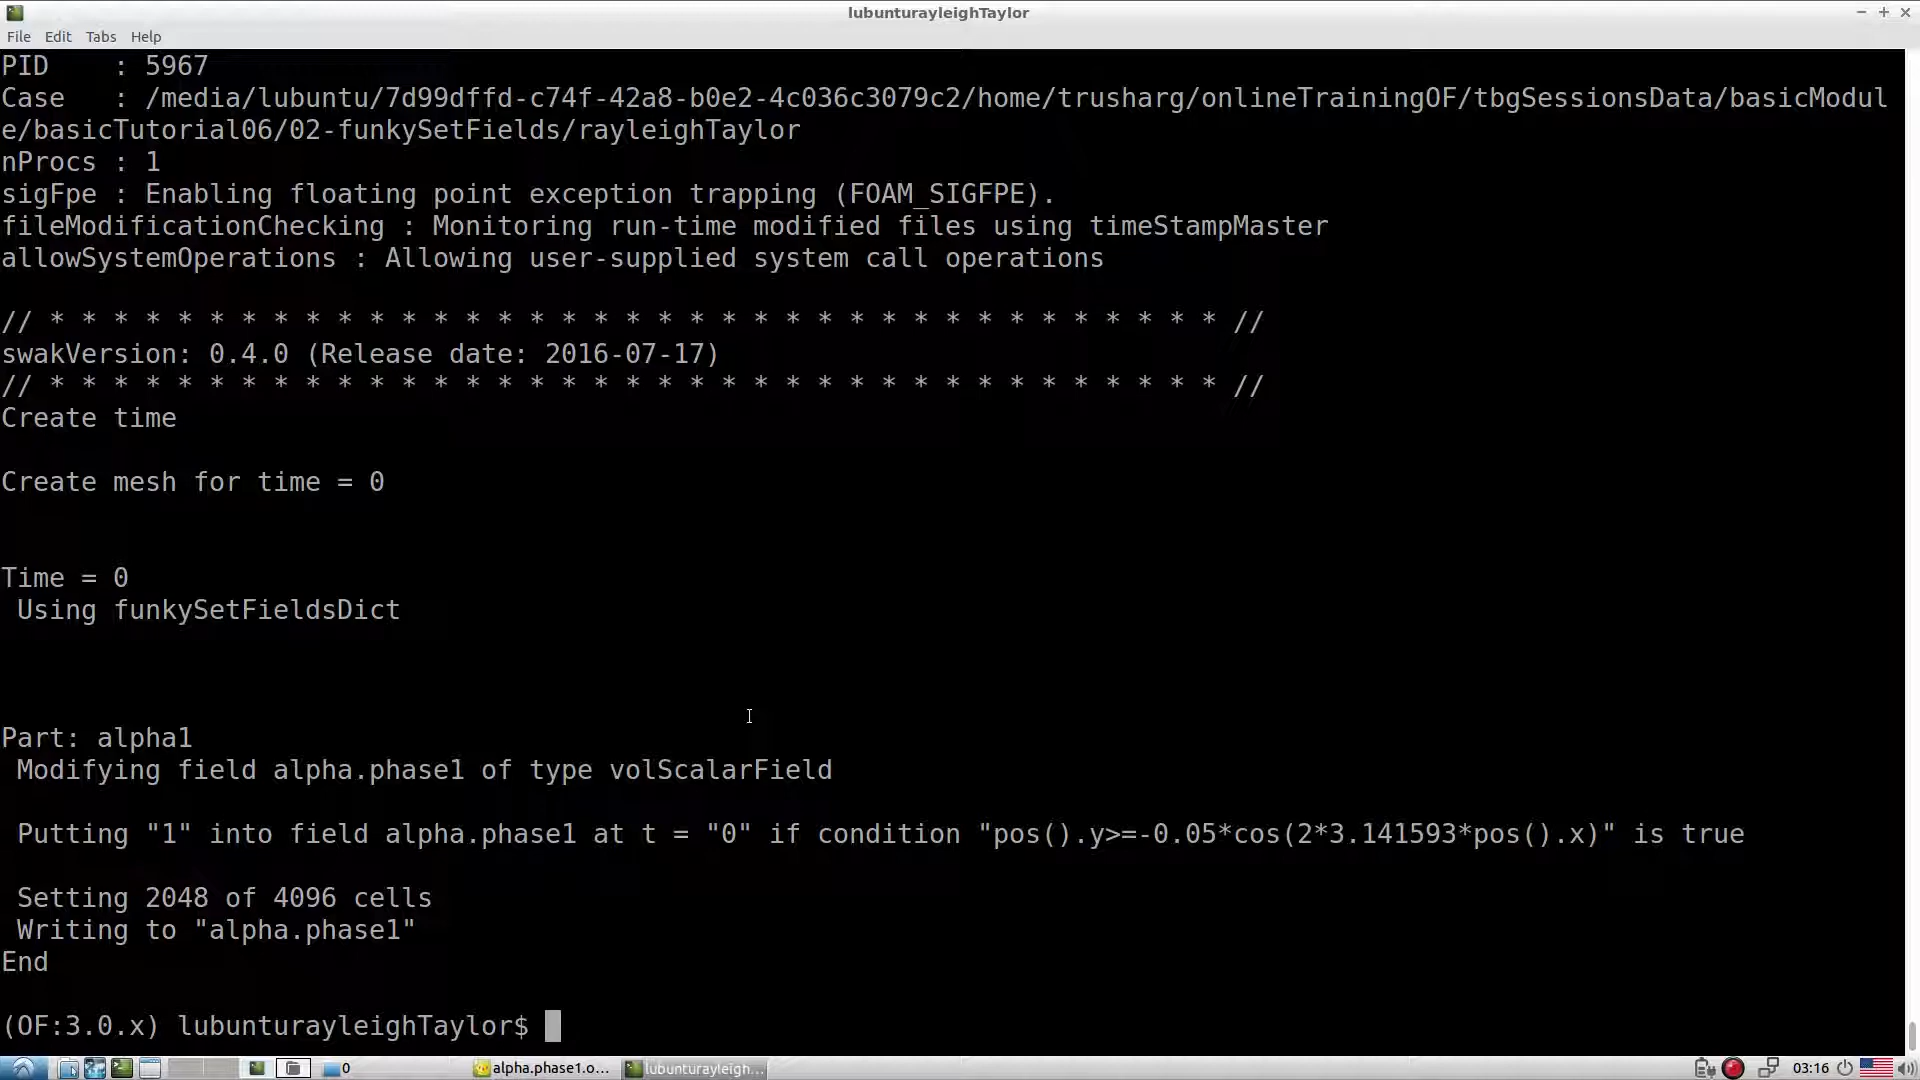 lubunturayleighTaylor
File Edit Tabs Help
PID    : 5967
Case   : /media/lubuntu/7d99dffd-c74f-42a8-b0e2-4c036c3079c2/home/trusharg/onlineTrainingOF/tbgSessionsData/basicModul
e/basicTutorial06/02-funkySetFields/rayleighTaylor
nProcs : 1
sigFpe : Enabling floating point exception trapping (FOAM_SIGFPE).
fileModificationChecking : Monitoring run-time modified files using timeStampMaster
allowSystemOperations : Allowing user-supplied system call operations
// * * * * * * * * * * * * * * * * * * * * * * * * * * * * * * * * * * * * * //
swakVersion: 0.4.0 (Release date: 2016-07-17)
// * * * * * * * * * * * * * * * * * * * * * * * * * * * * * * * * * * * * * //
Create time
Create mesh for time = 0
Time = 0
Using funkySetFieldsDict
Part: alpha1
Modifying field alpha.phase1 of type volScalarField
Putting "1" into field alpha.phase1 at t = "0" if condition "pos().y>=-0.05*cos(2*3.141593*pos().x)" is true
Setting 2048 of 4096 cells
Writing to "alpha.phase1"
End
(OF:3.0.x) lubunturayleighTaylor$
0 alpha.phase1.o... lubunturayleigh... 03:16